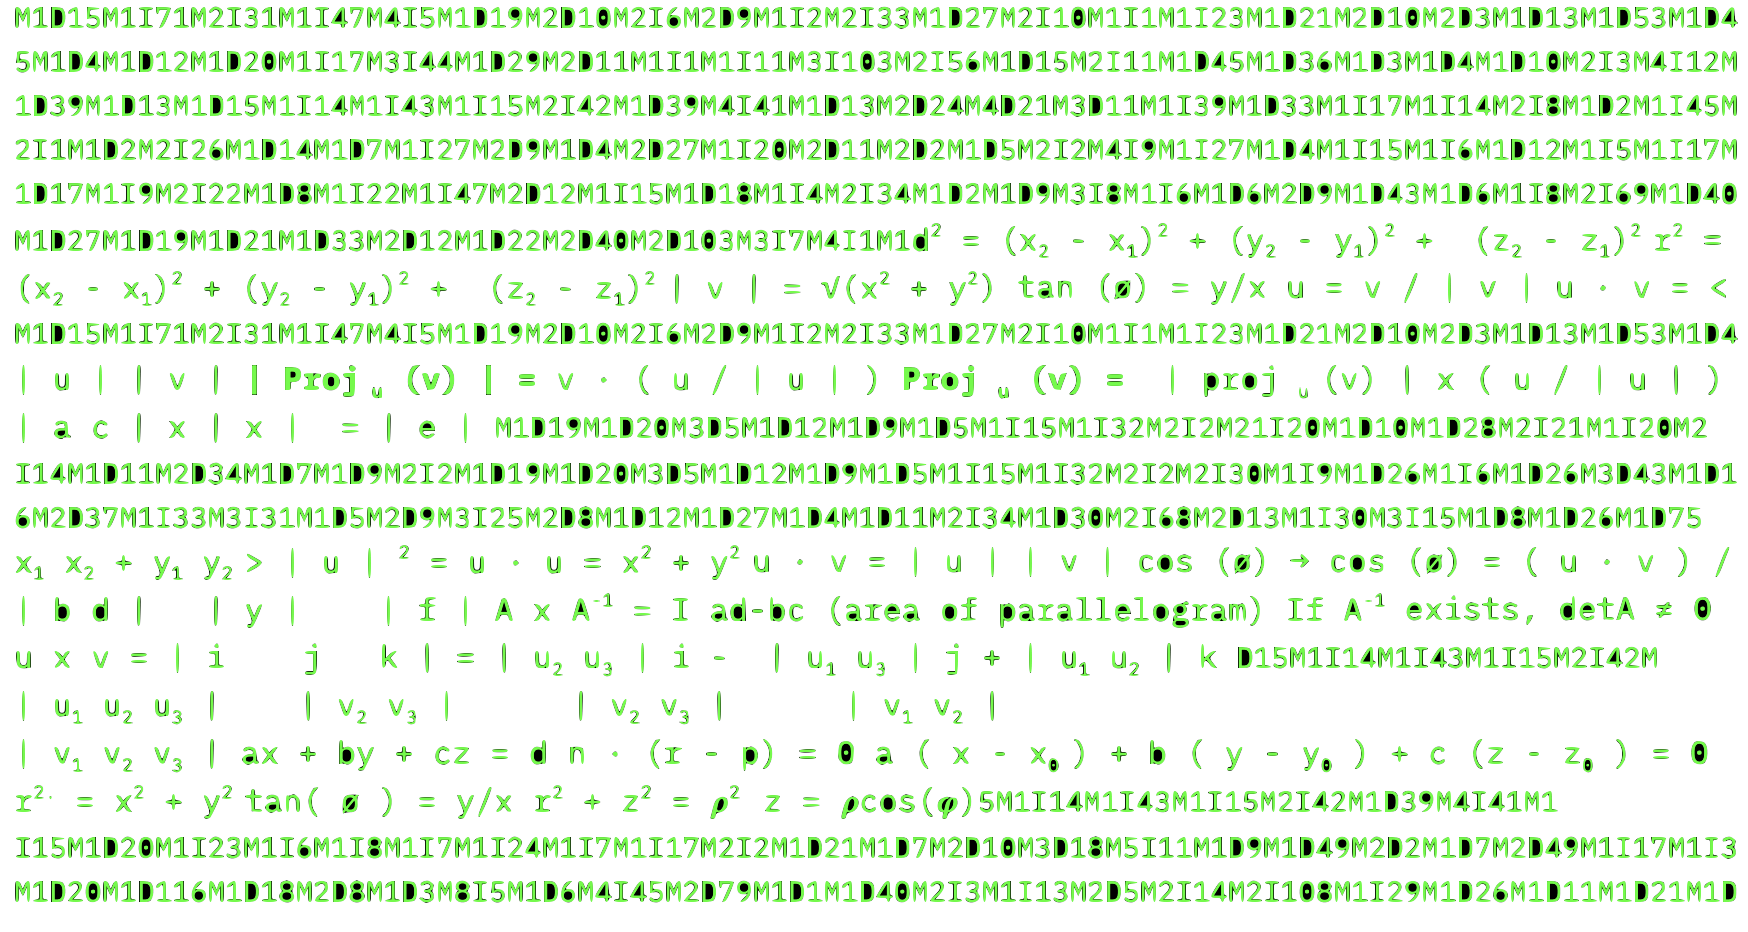 M1D15M1I71M2I31M1I47M4I5M1D19M2D10M2I6M2D9M1I2M2I33M1D27M2I10M1I1M1I23M1D21M2D10M2D3M1D13M1D53M1D4
5M1D4M1D12M1D20M1I17M3I44M1D29M2D11M1I1M1I11M3I103M2I56M1D15M2I11M1D45M1D36M1D3M1D4M1D10M2I3M4I12M
1D39M1D13M1D15M1I14M1I43M1I15M2I42M1D39M4I41M1D13M2D24M4D21M3D11M1I39M1D33M1I17M1I14M2I8M1D2M1I45M
2I1M1D2M2I26M1D14M1D7M1I27M2D9M1D4M2D27M1I20M2D11M2D2M1D5M2I2M4I9M1I27M1D4M1I15M1I6M1D12M1I5M1I17M
1D17M1I9M2I22M1D8M1I22M1I47M2D12M1I15M1D18M1I4M2I34M1D2M1D9M3I8M1I6M1D6M2D9M1D43M1D6M1I8M2I69M1D40
M1D27M1D19M1D21M1D33M2D12M1D22M2D40M2D103M3I7M4I1M1d² = (x₂ - x₁)² + (y₂ - y₁)² + (z₂ - z₁)² r² =
(x₂ - x₁)² + (y₂ - y₁)² + (z₂ - z₁)² | v | = √(x² + y²) tan (ø) = y/x u = v / | v | u · v = <
M1D15M1I71M2I31M1I47M4I5M1D19M2D10M2I6M2D9M1I2M2I33M1D27M2I10M1I1M1I23M1D21M2D10M2D3M1D13M1D53M1D4
| u | | v | | Proj ᵤ (v) | = v · ( u / | u | ) Proj ᵤ (v) = | proj ᵤ (v) | x ( u / | u | )
| a c | x | x | = | e | M1D19M1D20M3D5M1D12M1D9M1D5M1I15M1I32M2I2M21I20M1D10M1D28M2I21M1I20M2
I14M1D11M2D34M1D7M1D9M2I2M1D19M1D20M3D5M1D12M1D9M1D5M1I15M1I32M2I2M2I30M1I9M1D26M1I6M1D26M3D43M1D1
6M2D37M1I33M3I31M1D5M2D9M3I25M2D8M1D12M1D27M1D4M1D11M2I34M1D30M2I68M2D13M1I30M3I15M1D8M1D26M1D75
x₁ x₂ + y₁ y₂ > | u | ² = u · u = x² + y² u · v = | u | | v | cos (ø) → cos (ø) = ( u · v ) /
| b d | | y | | f | A x A⁻¹ = I ad-bc (area of parallelogram) If A⁻¹ exists, detA ≠ 0
u x v = | i j k | = | u₂ u₃ | i - | u₁ u₃ | j + | u₁ u₂ | k D15M1I14M1I43M1I15M2I42M
| u₁ u₂ u₃ | | v₂ v₃ | | v₂ v₃ | | v₁ v₂ |
| v₁ v₂ v₃ | ax + by + cz = d n · (r - p) = 0 a ( x - x₀ ) + b ( y - y₀ ) + c (z - z₀ ) = 0
r²· = x² + y² tan( ø ) = y/x r² + z² = ρ² z = ρcos(φ)5M1I14M1I43M1I15M2I42M1D39M4I41M1
I15M1D20M1I23M1I6M1I8M1I7M1I24M1I7M1I17M2I2M1D21M1D7M2D10M3D18M5I11M1D9M1D49M2D2M1D7M2D49M1I17M1I3
M1D20M1D116M1D18M2D8M1D3M8I5M1D6M4I45M2D79M1D1M1D40M2I3M1I13M2D5M2I14M2I108M1I29M1D26M1D11M1D21M1D